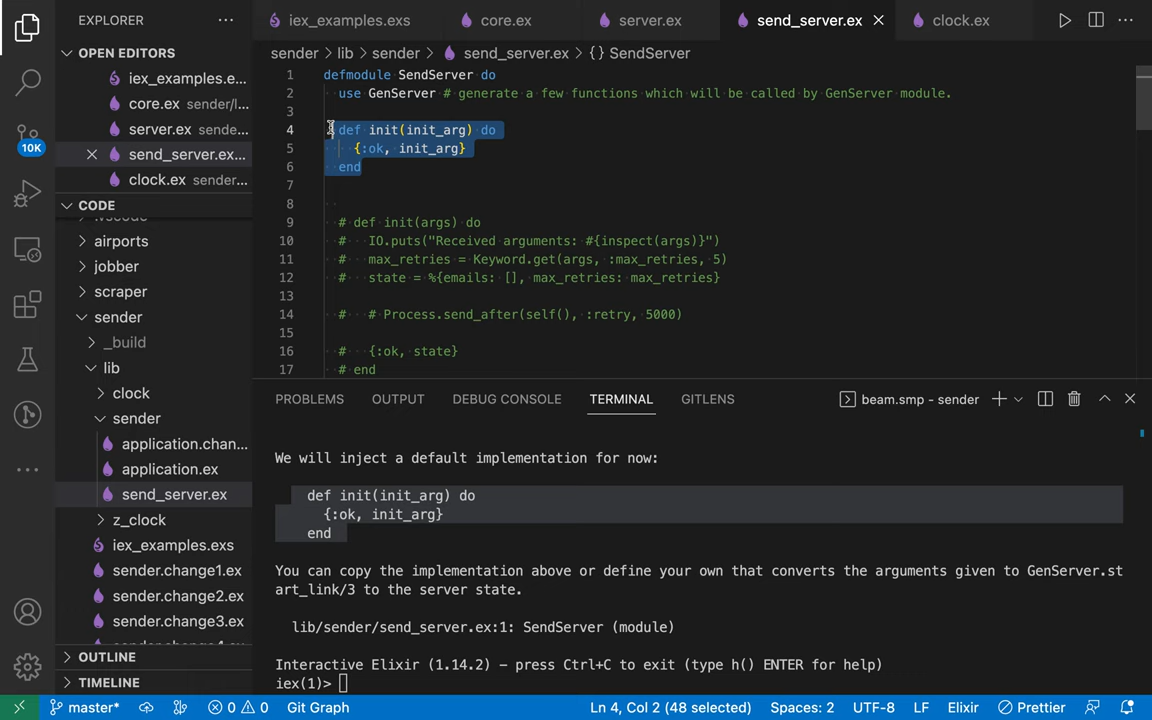 EXPLORER
iex_examples.exs
core.ex
server.ex
send_server.ex
clock.ex
OPEN EDITORS
iex_examples.e...
core.ex sender/l...
server.ex sende...
send_server.ex...
clock.ex sender...
CODE
.vscode
airports
jobber
scraper
sender
_build
lib
clock
sender
application.chan...
application.ex
send_server.ex
z_clock
iex_examples.exs
sender.change1.ex
sender.change2.ex
sender.change3.ex
OUTLINE
TIMELINE
10K
sender > lib > sender > send_server.ex > {} SendServer
1 defmodule SendServer do
2 use GenServer # generate a few functions which will be called by GenServer module.
3
4 def init(init_arg) do
5 {:ok, init_arg}
6 end
7
8
9 # def init(args) do
10 # IO.puts("Received arguments: #{inspect(args)}")
11 # max_retries = Keyword.get(args, :max_retries, 5)
12 # state = %{emails: [], max_retries: max_retries}
13
14 # # Process.send_after(self(), :retry, 5000)
15
16 # {:ok, state}
17 # end
PROBLEMS OUTPUT DEBUG CONSOLE TERMINAL GITLENS
beam.smp - sender
We will inject a default implementation for now:
def init(init_arg) do
{:ok, init_arg}
end
You can copy the implementation above or define your own that converts the arguments given to GenServer.st
art_link/3 to the server state.
lib/sender/send_server.ex:1: SendServer (module)
Interactive Elixir (1.14.2) - press Ctrl+C to exit (type h() ENTER for help)
iex(1)>
master* 0 0 Git Graph Ln 4, Col 2 (48 selected) Spaces: 2 UTF-8 LF Elixir Prettier